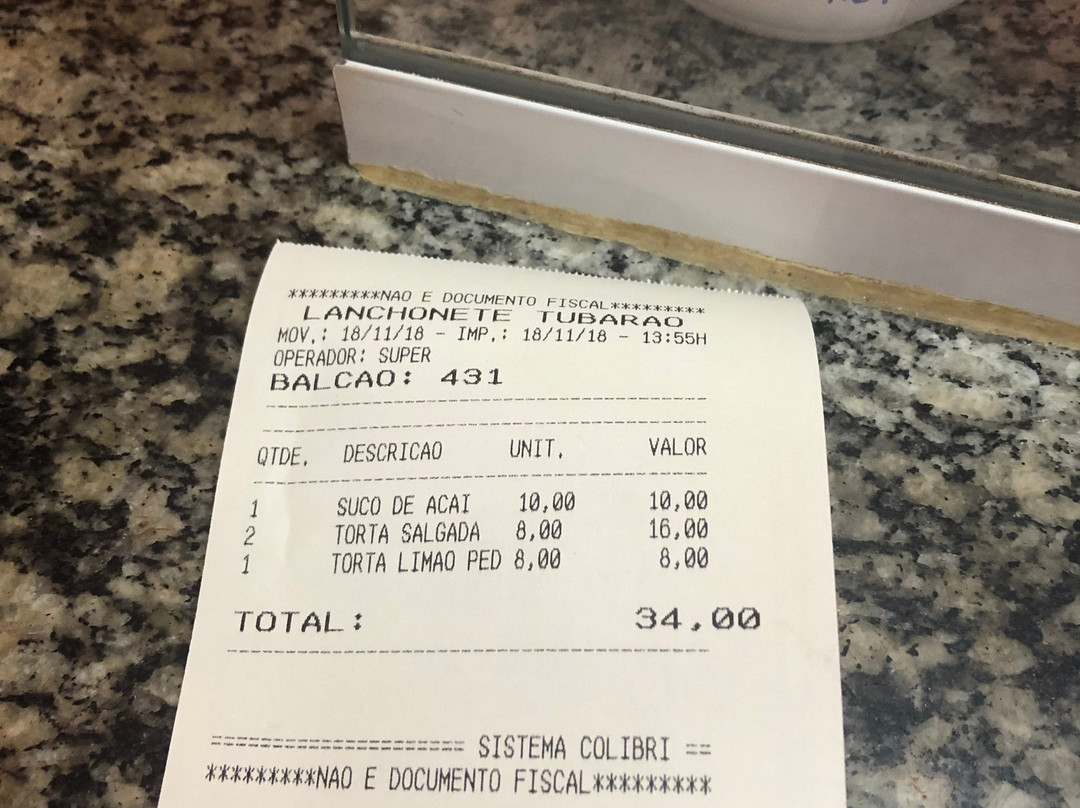 *********NAO E DOCUMENTO FISCAL*********
LANCHONETE TUBARAO
MOV.: 18/11/18 - IMP.: 18/11/18 - 13:55H
OPERADOR: SUPER
BALCAO: 431
QTDE. DESCRICAO UNIT. VALOR
1 SUCO DE ACAI 10,00 10,00
2 TORTA SALGADA 8,00 16,00
1 TORTA LIMAO PED 8,00 8,00
TOTAL: 34,00
======================== SISTEMA COLIBRI ==
*********NAO E DOCUMENTO FISCAL*********